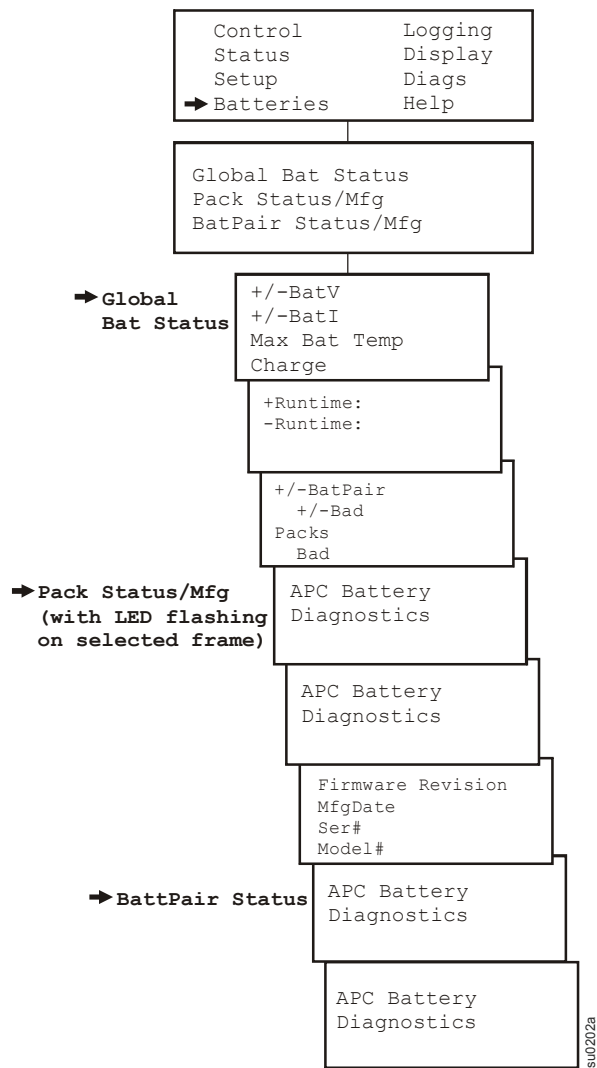 Control Logging
Status Display
Setup Diags
Batteries Help
Global Bat Status
Pack Status/Mfg
BatPair Status/Mfg
Global
Bat Status
+/-BatV
+/-BatI
Max Bat Temp
Charge
+Runtime:
-Runtime:
+/-BatPair
+/-Bad
Packs
Bad
Pack Status/Mfg
(with LED flashing
on selected frame)
APC Battery
Diagnostics
APC Battery
Diagnostics
Firmware Revision
MfgDate
Ser#
Model#
BattPair Status
APC Battery
Diagnostics
APC Battery
Diagnostics
su0202a